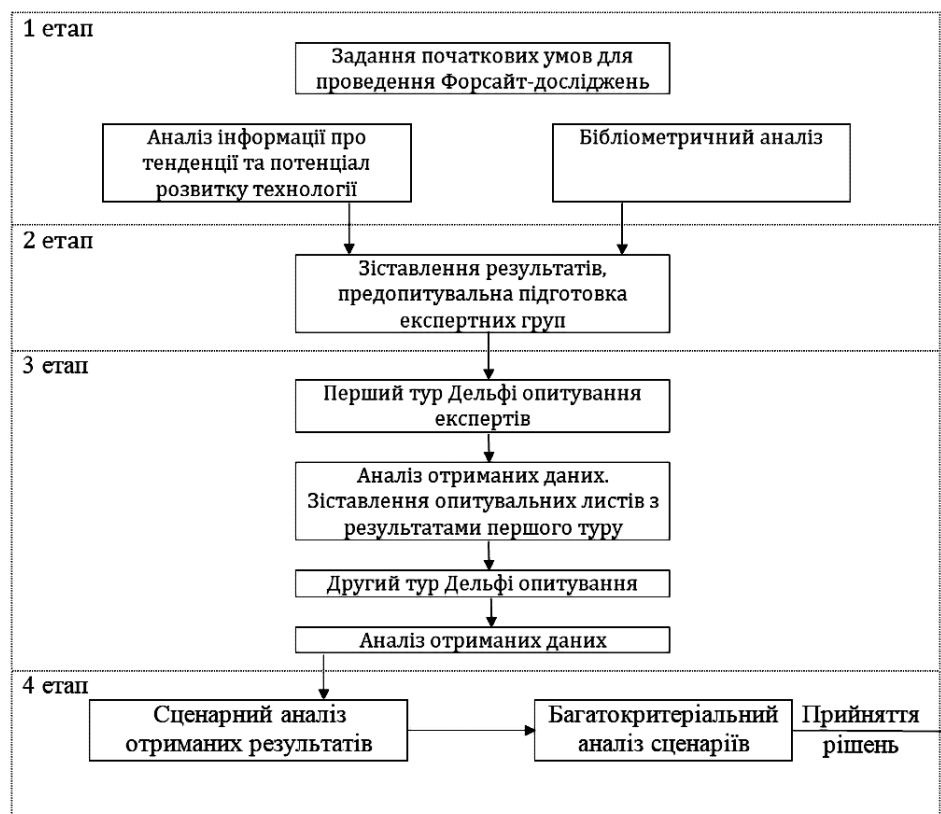 1 етап
Задання початкових умов для
проведення Форсайт-досліджень
Аналіз інформації про
тенденції та потенціал
розвитку технології
Бібліометричний аналіз
2 етап
Зіставлення результатів,
предопитувальна підготовка
експертних груп
3 етап
Перший тур Дельфі опитування
експертів
Аналіз отриманих даних.
Зіставлення опитувальних листів з
результатами першого туру
Другий тур Дельфі опитування
Аналіз отриманих даних
4 етап
Сценарний аналіз
отриманих результатів
Багатокритеріальний
аналіз сценаріїв
Прийняття
рішень